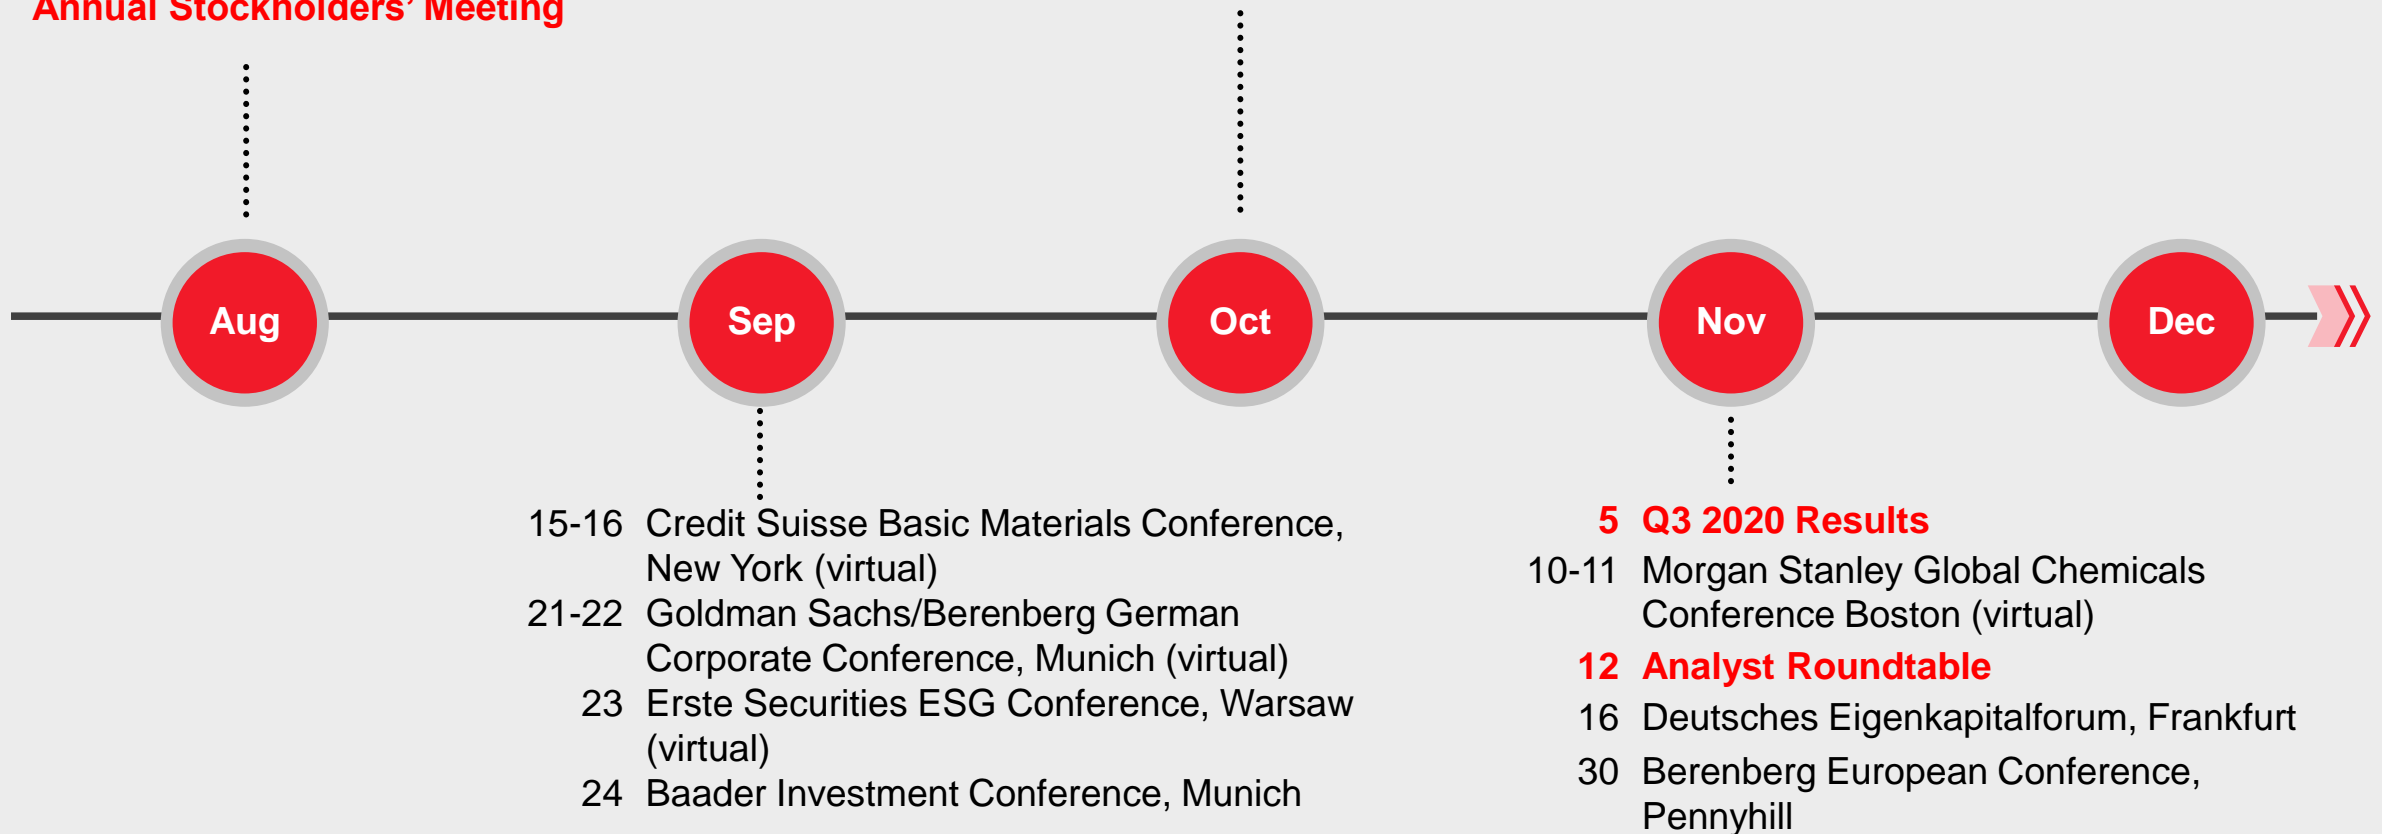 Annual Stockholders' Meeting
Aug
Sep
Oct
Nov
Dec
15-16 Credit Suisse Basic Materials Conference,
New York (virtual)
21-22 Goldman Sachs/Berenberg German
Corporate Conference, Munich (virtual)
23 Erste Securities ESG Conference, Warsaw
(virtual)
24 Baader Investment Conference, Munich
5 Q3 2020 Results
10-11 Morgan Stanley Global Chemicals
Conference Boston (virtual)
12 Analyst Roundtable
16 Deutsches Eigenkapitalforum, Frankfurt
30 Berenberg European Conference,
Pennyhill